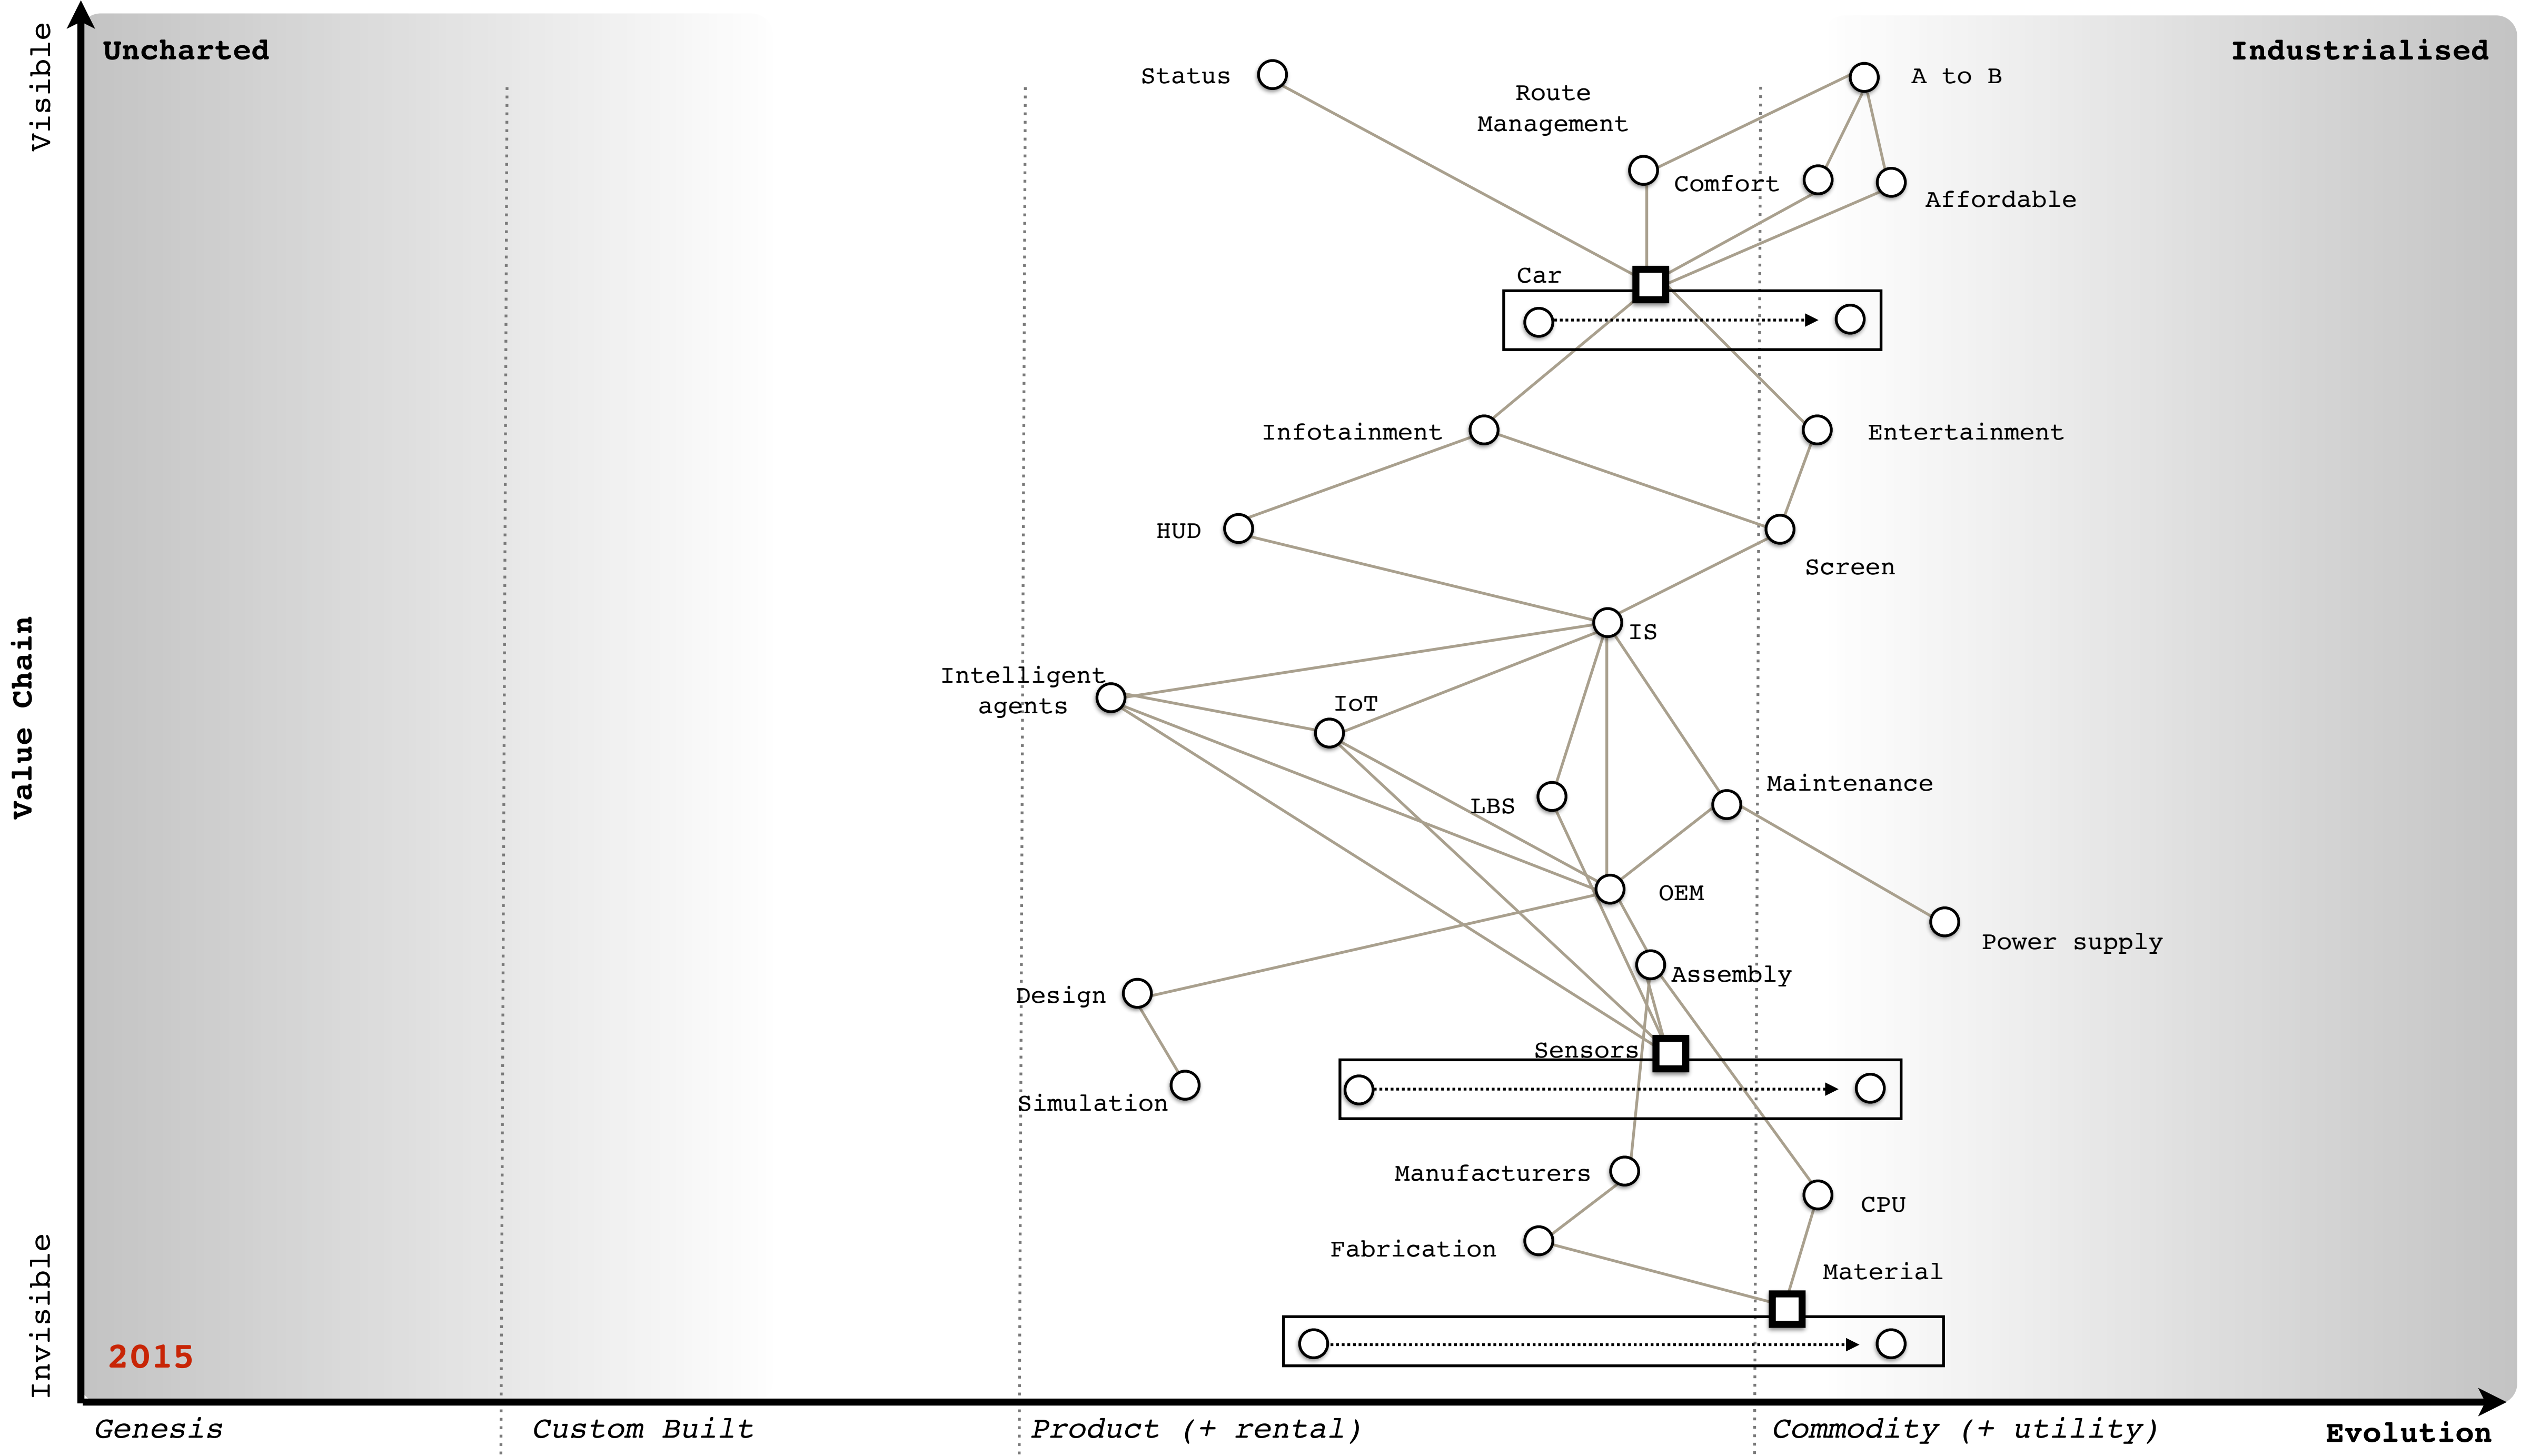 Uncharted
Industrialised
Visible
Value Chain
Invisible
Status
Route
Management
A to B
Comfort
Affordable
Car
Infotainment
Entertainment
HUD
Screen
IS
Intelligent
agents
IoT
LBS
Maintenance
OEM
Power supply
Assembly
Design
Sensors
Simulation
Manufacturers
CPU
Fabrication
Material
2015
Genesis
Custom Built
Product (+ rental)
Commodity (+ utility)
Evolution